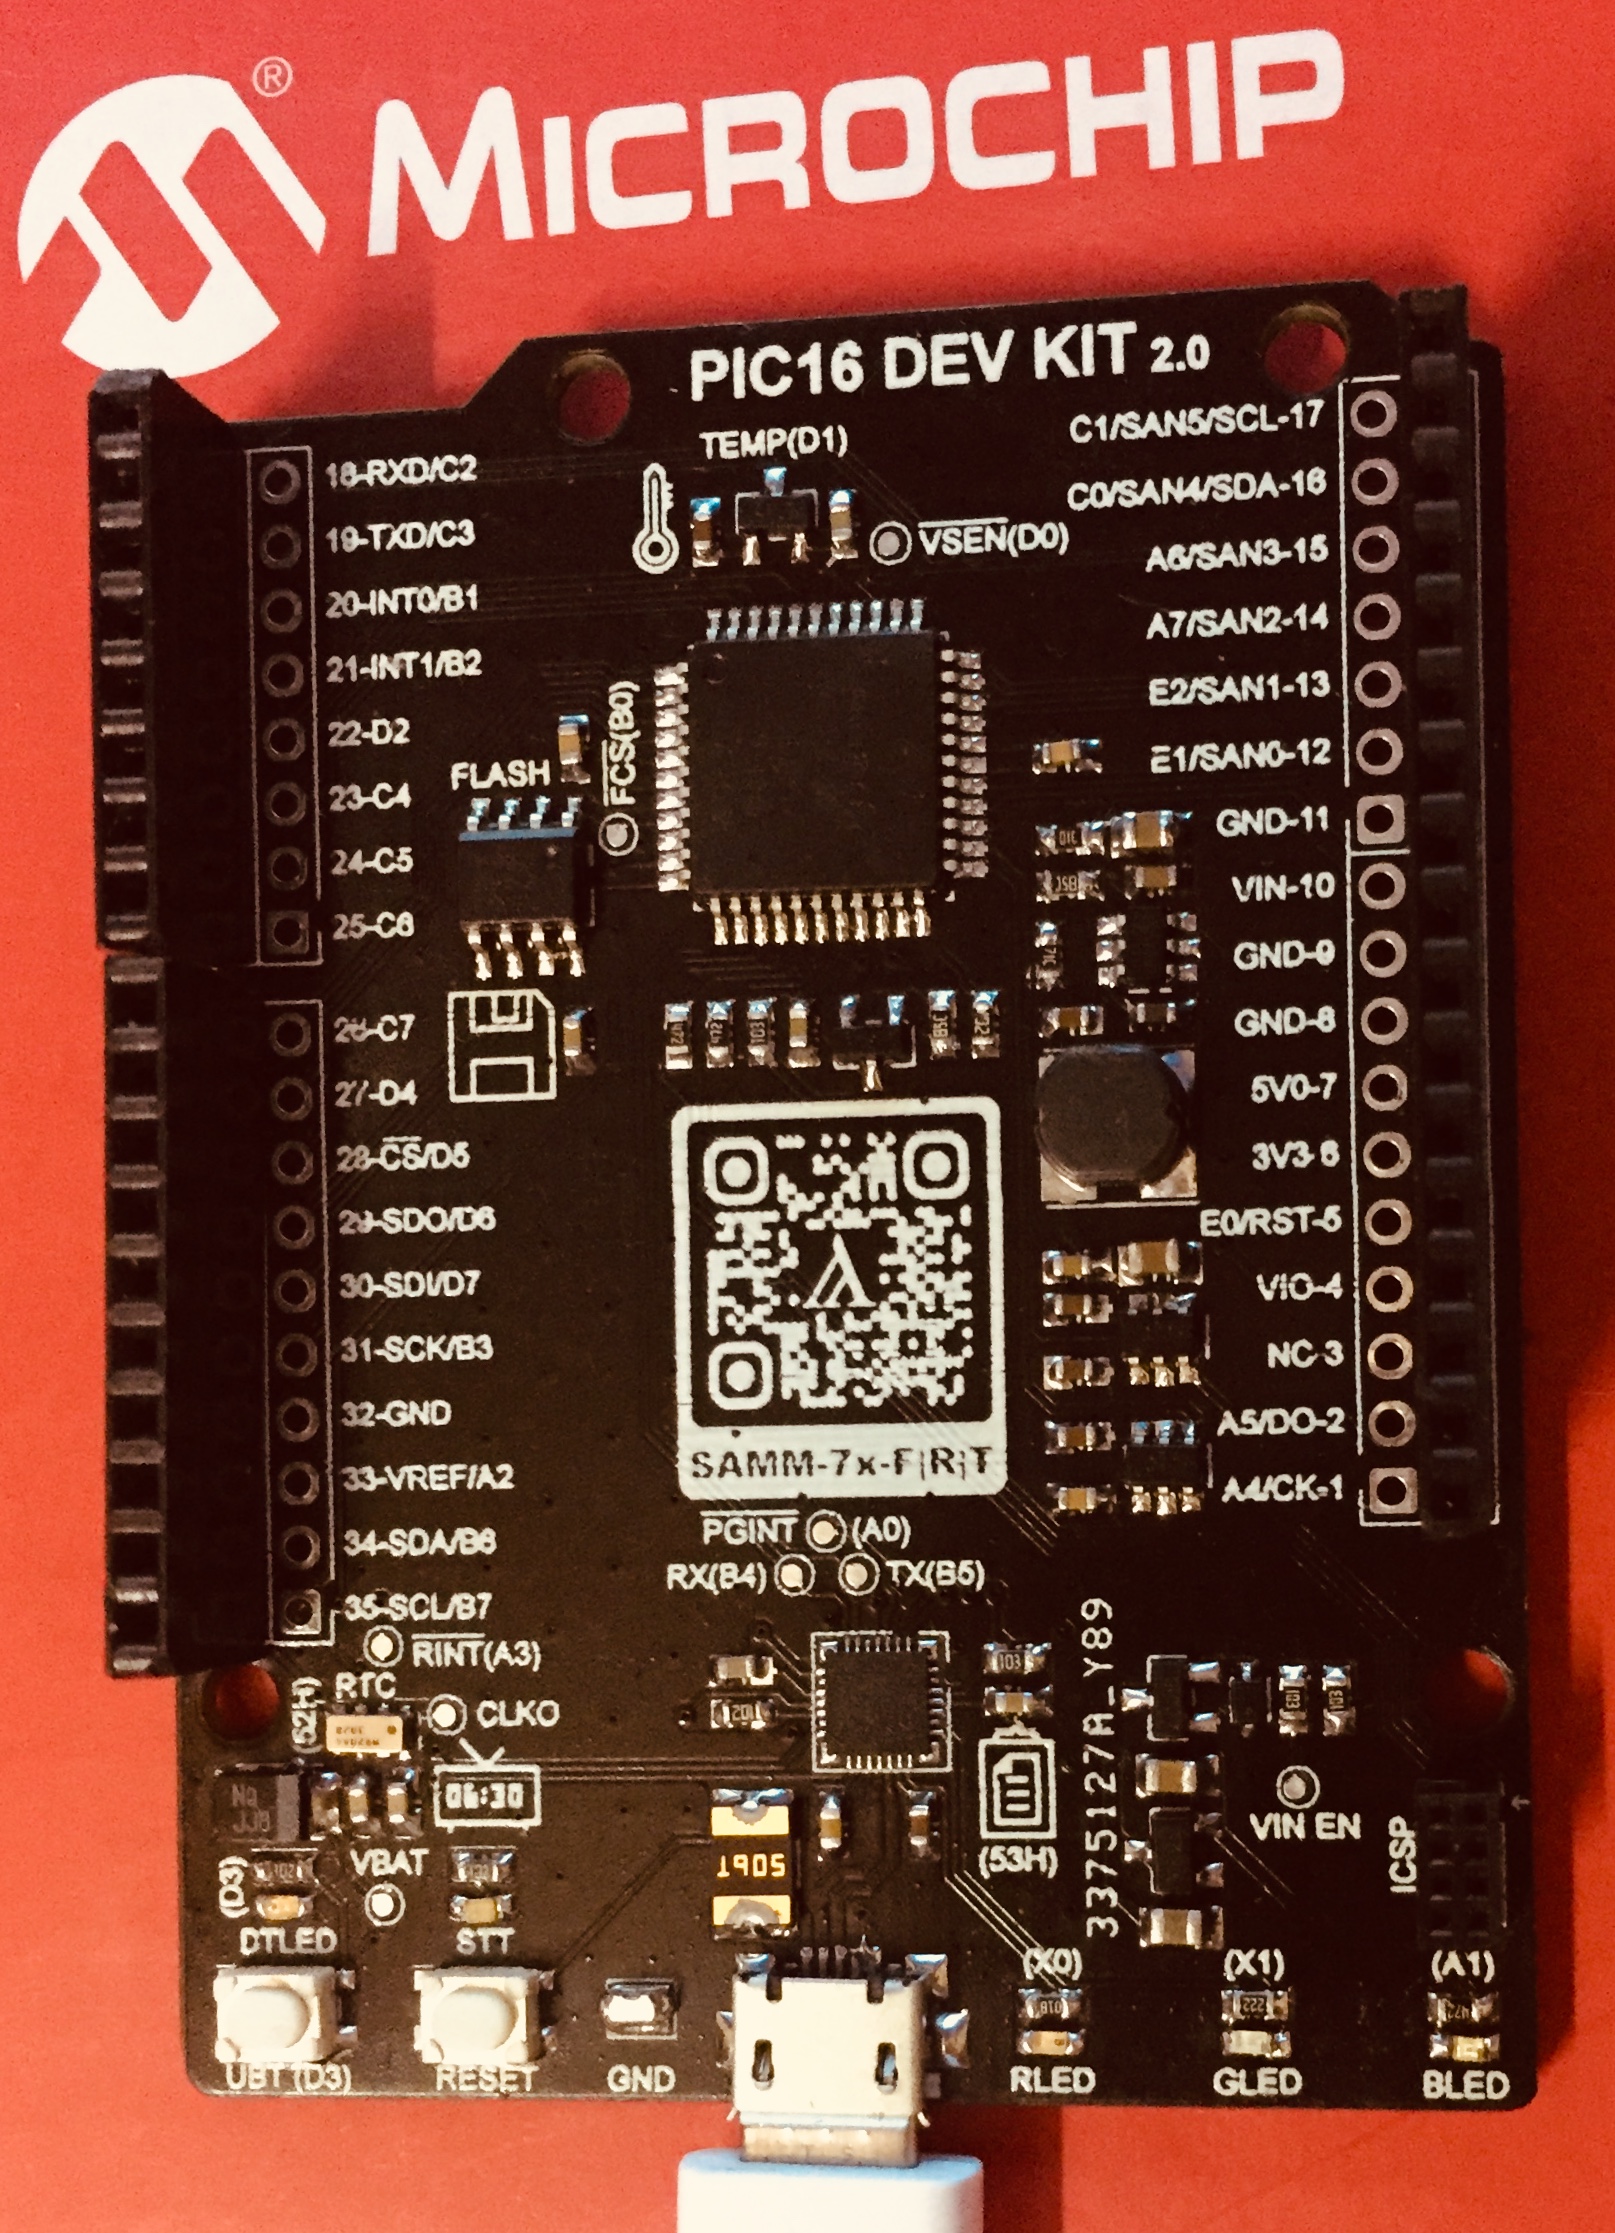 MICROCHIP
®
PIC16 DEV KIT 2.0
TEMP(D1)
VSEN(D0)
18-RXD/C2
19-TXD/C3
20-INT0/B1
21-INT1/B2
22-D2
23-C4
24-C5
25-C6
26-C7
27-D4
28-CS/D5
29-SDO/D6
30-SDI/D7
31-SCK/B3
32-GND
33-VREF/A2
34-SDA/B6
35-SCL/B7
C1/SAN5/SCL-17
C0/SAN4/SDA-16
A6/SAN3-15
A7/SAN2-14
E2/SAN1-13
E1/SAN0-12
GND-11
VIN-10
GND-9
GND-8
5V0-7
3V3-6
E0/RST-5
VIO-4
NC-3
A5/DO-2
A4/CK-1
FLASH
FCS(B0)
SAMM-7x-F|R|T
PGINT (A0)
RX(B4) TX(B5)
RINT(A3)
RTC
(52H)
CLKO
06:30
VBAT
(D3)
DTLED
STT
UBT (D3)
RESET
GND
T90S
103
102
(53H)
3375127A_Y89
VIN EN
ICSP
(X0)
RLED
(X1)
222
GLED
(A1)
472
BLED